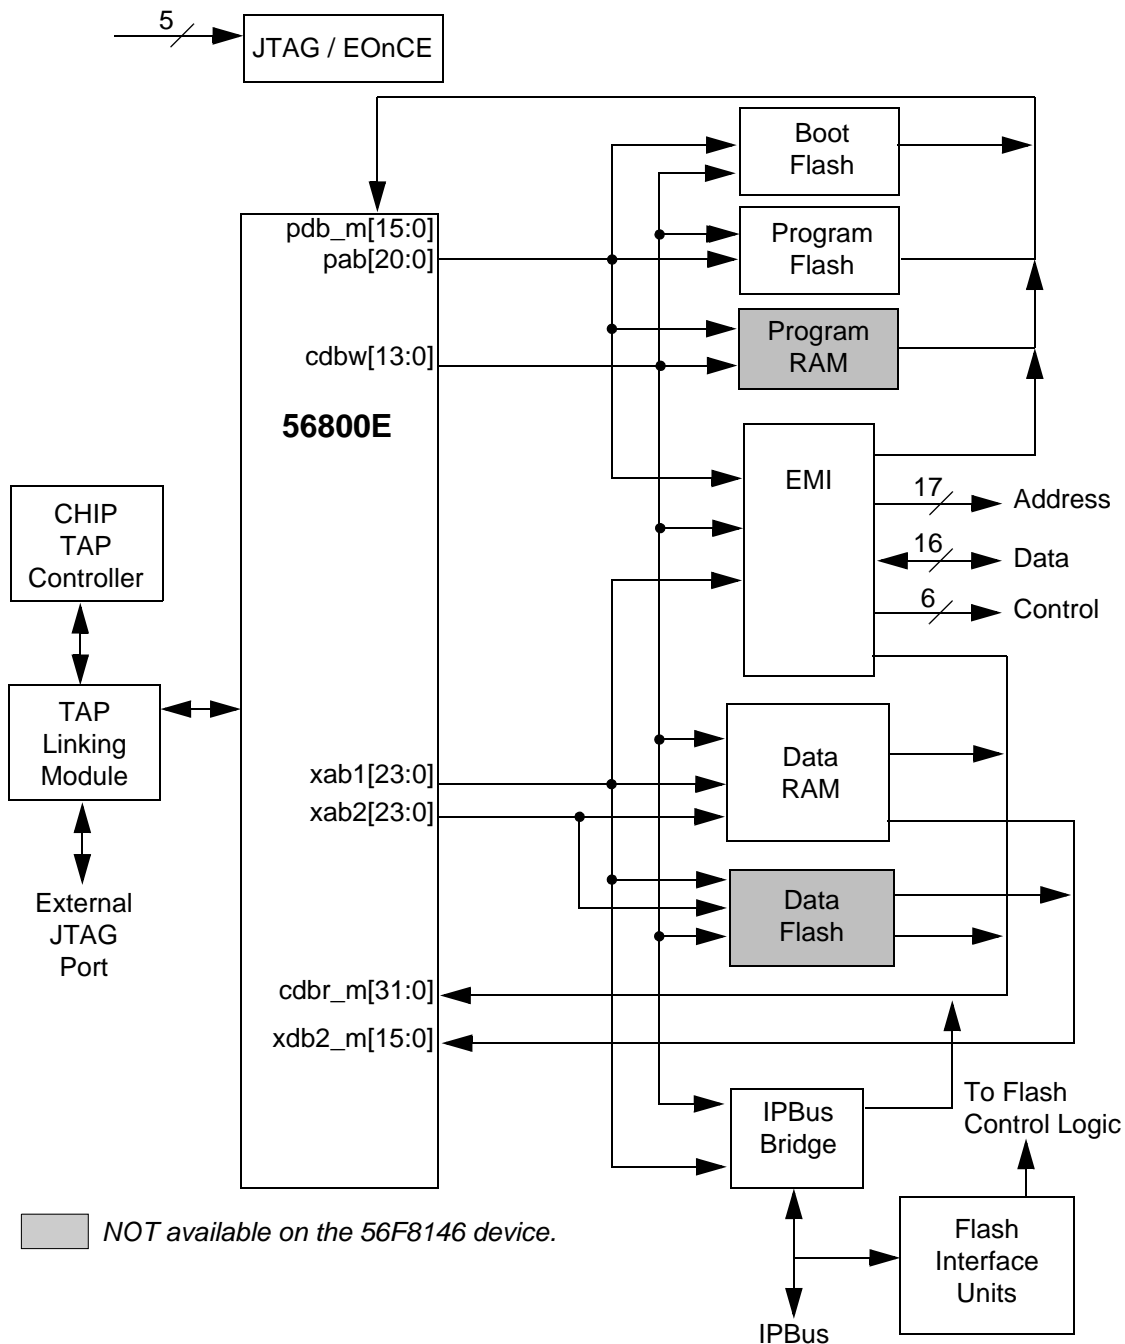 5
JTAG / EOnCE
Boot
Flash
pdb_m[15:0]
pab[20:0]
Program
Flash
cdbw[13:0]
Program
RAM
56800E
EMI
17
Address
16
Data
6
Control
CHIP
TAP
Controller
TAP
Linking
Module
External
JTAG
Port
xab1[23:0]
xab2[23:0]
Data
RAM
Data
Flash
cdbr_m[31:0]
xdb2_m[15:0]
IPBus
Bridge
To Flash
Control Logic
NOT available on the 56F8146 device.
Flash
Interface
Units
IPBus